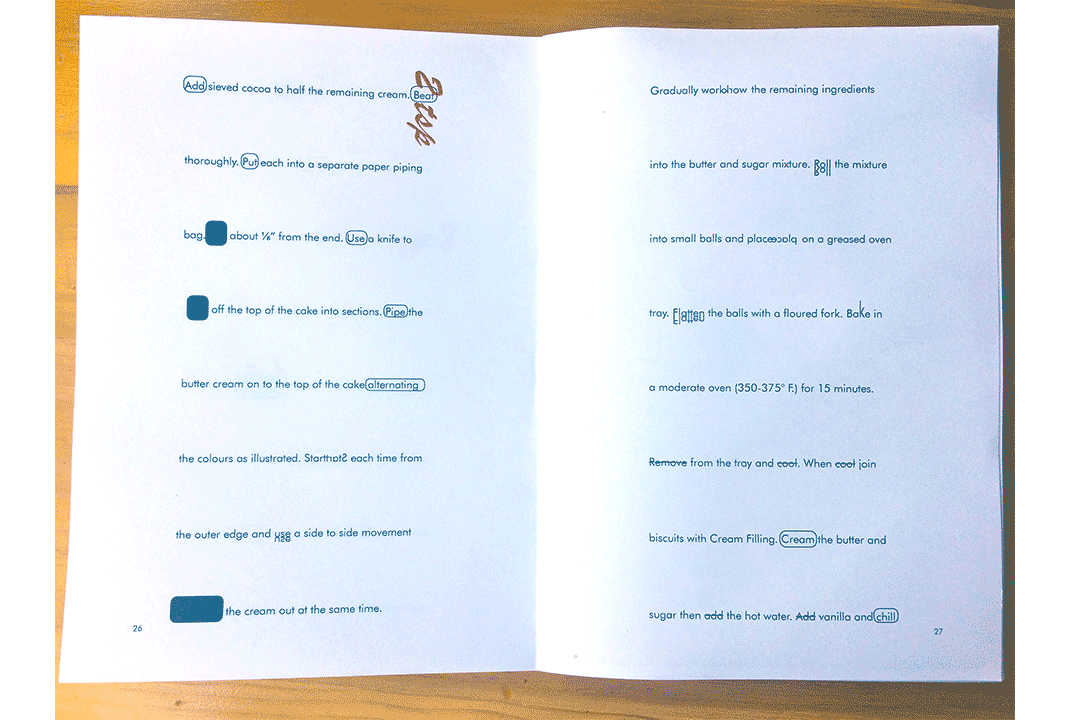 Add sieved cocoa to half the remaining cream. Beat
2 tsp
thoroughly. Put each into a separate paper piping
bag. about ⅛" from the end. Use a knife to
off the top of the cake into sections. Pipe the
butter cream on to the top of the cake alternating
the colours as illustrated. Start each time from
the outer edge and use a side to side movement
the cream out at the same time.
26
Gradually work the remaining ingredients
into the butter and sugar mixture. Roll the mixture
into small balls and place on a greased oven
tray. Flatten the balls with a floured fork. Bake in
a moderate oven (350-375° F.) for 15 minutes.
Remove from the tray and cool. When cool join
biscuits with Cream Filling. Cream the butter and
sugar then add the hot water. Add vanilla and chill
27